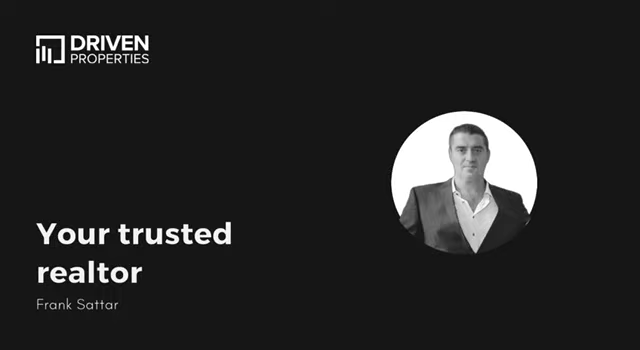 DRIVEN
PROPERTIES
Your trusted
realtor
Frank Sattar